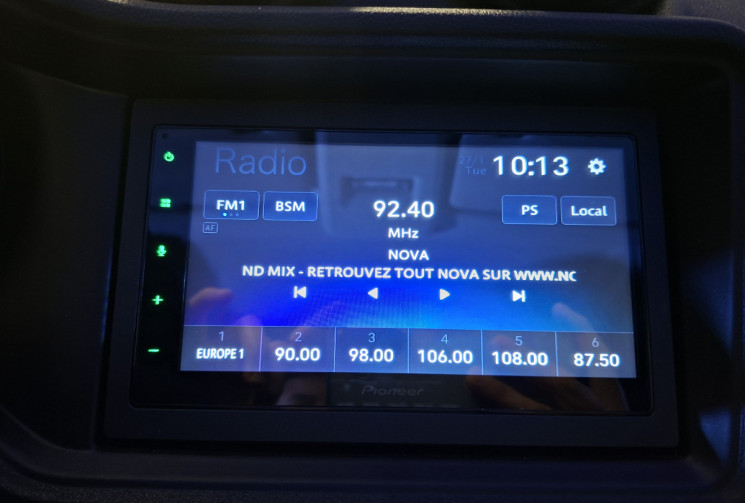 Radio
Tue
10:13
FM1
BSM
92.40
PS
Local
AF
MHz
NOVA
ND MIX - RETROUVEZ TOUT NOVA SUR WWW.NO
1 2 3 4 5 6
EUROPE 1 90.00 98.00 106.00 108.00 87.50
Pioneer